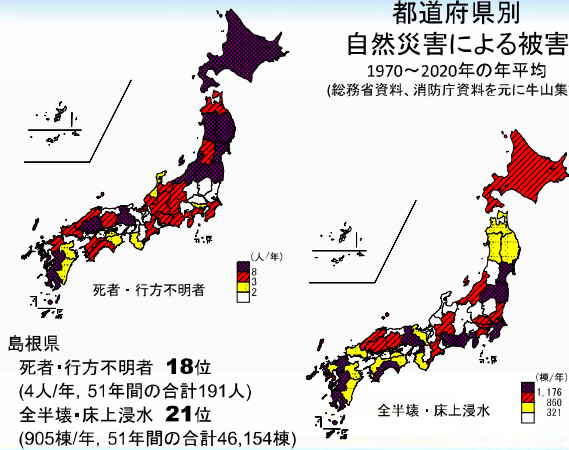 都道府県別
自然災害による被害
1970～2020年の年平均
(総務省資料、消防庁資料を元に牛山集
(人/年)
8
3
2
死者・行方不明者
島根県
死者・行方不明者 18位
(4人/年，51年間の合計191人)
全半壊・床上浸水 21位
(905棟/年，51年間の合計46,154棟)
(棟/年)
1,176
860
321
全半壊・床上浸水